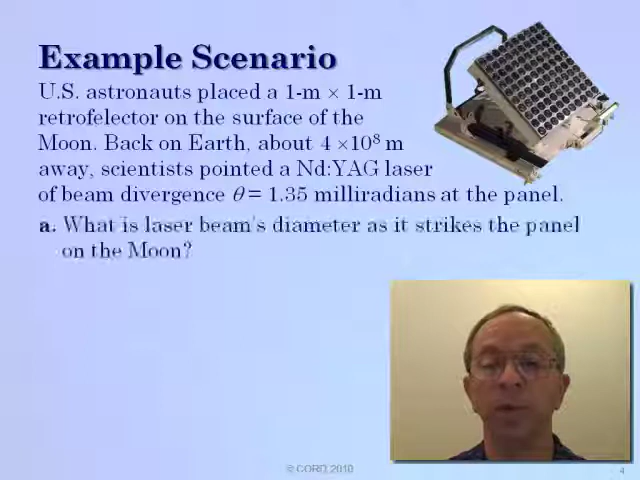 Example Scenario
U.S. astronauts placed a 1-m × 1-m
retrofelector on the surface of the
Moon. Back on Earth, about 4 ×10⁸ m
away, scientists pointed a Nd:YAG laser
of beam divergence θ = 1.35 milliradians at the panel.
a. What is laser beam's diameter as it strikes the panel
on the Moon?
© CORD 2010
4